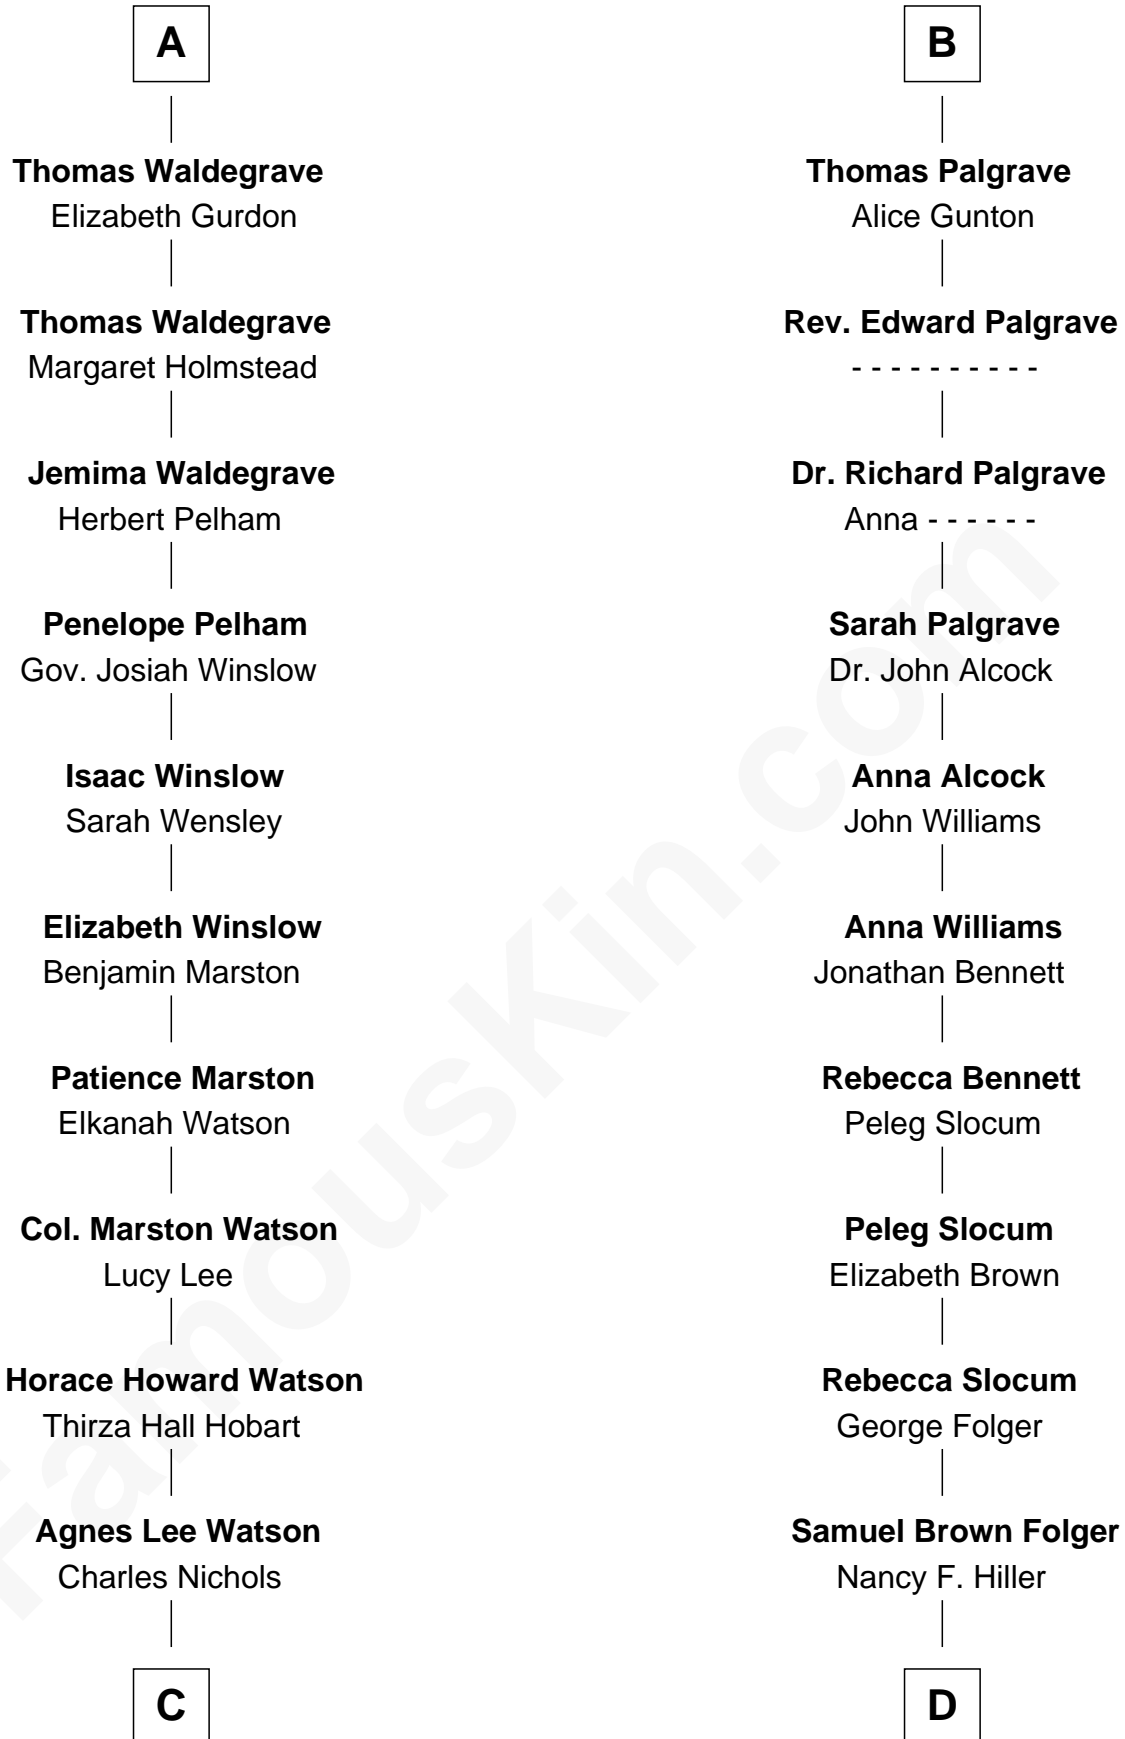 A
Thomas Waldegrave
Elizabeth Gurdon
Thomas Waldegrave
Margaret Holmstead
Jemima Waldegrave
Herbert Pelham
Penelope Pelham
Gov. Josiah Winslow
Isaac Winslow
Sarah Wensley
Elizabeth Winslow
Benjamin Marston
Patience Marston
Elkanah Watson
Col. Marston Watson
Lucy Lee
Horace Howard Watson
Thirza Hall Hobart
Agnes Lee Watson
Charles Nichols
C
B
Thomas Palgrave
Alice Gunton
Rev. Edward Palgrave
- - - - - - - - - -
Dr. Richard Palgrave
Anna - - - - - -
Sarah Palgrave
Dr. John Alcock
Anna Alcock
John Williams
Anna Williams
Jonathan Bennett
Rebecca Bennett
Peleg Slocum
Peleg Slocum
Elizabeth Brown
Rebecca Slocum
George Folger
Samuel Brown Folger
Nancy F. Hiller
D
FamousKin.com